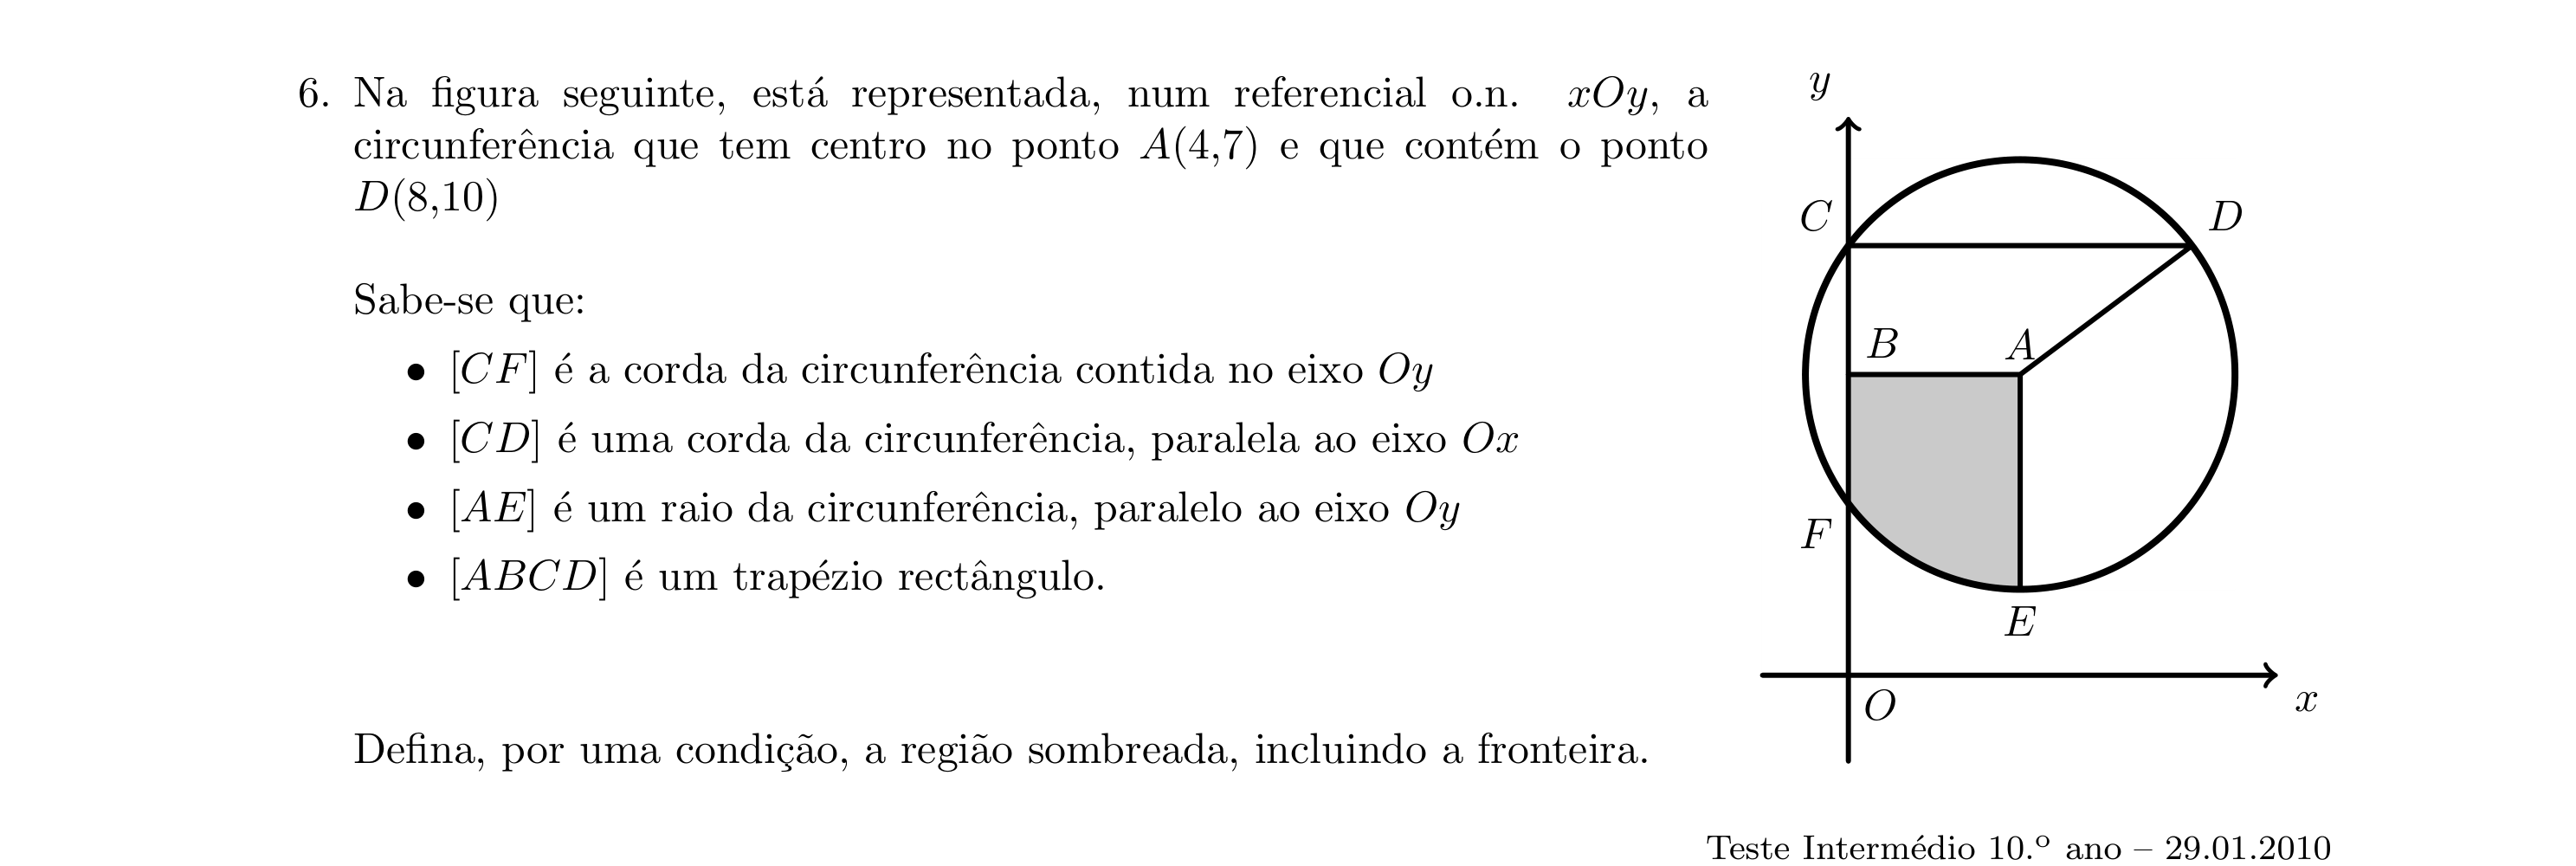 6. Na figura seguinte, está representada, num referencial o.n. xOy, a
circunferência que tem centro no ponto A(4,7) e que contém o ponto
D(8,10)
Sabe-se que:
• [CF] é a corda da circunferência contida no eixo Oy
• [CD] é uma corda da circunferência, paralela ao eixo Ox
• [AE] é um raio da circunferência, paralelo ao eixo Oy
• [ABCD] é um trapézio rectângulo.
Defina, por uma condição, a região sombreada, incluindo a fronteira.
y
C
D
B
A
F
E
O
x
Teste Intermédio 10.º ano – 29.01.2010